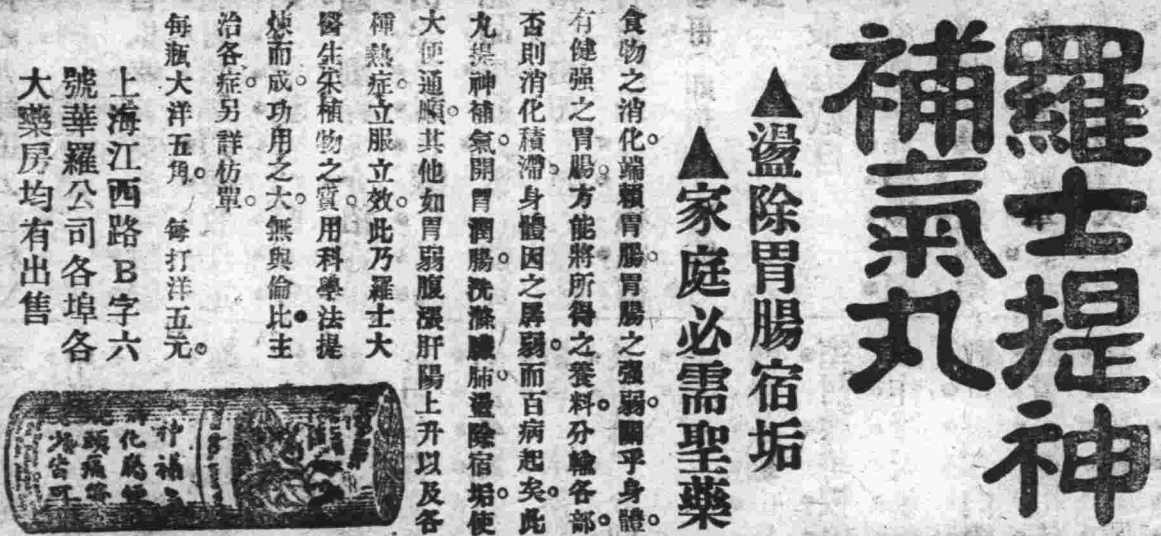 羅士提神
補氣丸
▲盪除胃腸宿垢
▲家庭必需聖藥
食物之消化。端賴胃腸。胃腸之强弱。關乎身體。
有健强之胃腸。方能將所得之養料。分輸各部。
否則消化積滯。身體因之孱弱。而百病起矣。此
丸提神補氣。開胃潤腸。洗滌臟肺。盪除宿垢。使
大便通順。其他如胃弱腹漲肝陽上升以及各
種熱症。立服立效。此乃羅士大
醫生采植物之質。用科學法提
煉而成。功用之大。無與倫比。主
治各症。另詳仿單。
每瓶大洋五角。每打洋五元。
上海江西路B字六
號華羅公司各埠各
大藥房均有出售
神補
化腸
頭痛